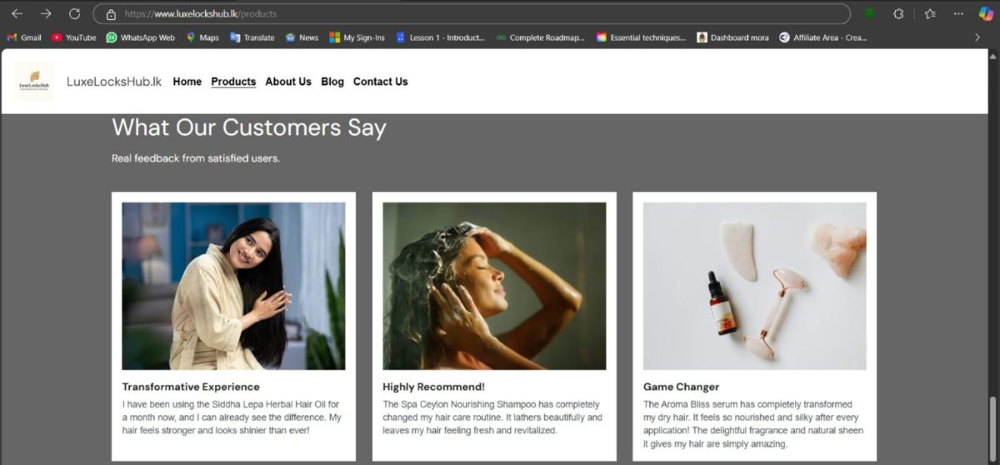 https://www.luxelockshub.lk/products
Gmail YouTube WhatsApp Web Maps Translate News My Sign-Ins Lesson 1 - Introduct... Complete Roadmap... Essential techniques... Dashboard mora Affiliate Area - Crea...
LuxeLocksHub
LuxeLocksHub.lk Home Products About Us Blog Contact Us
What Our Customers Say
Real feedback from satisfied users.
Transformative Experience
I have been using the Siddha Lepa Herbal Hair Oil for
a month now, and I can already see the difference. My
hair feels stronger and looks shinier than ever!
Highly Recommend!
The Spa Ceylon Nourishing Shampoo has completely
changed my hair care routine. It lathers beautifully and
leaves my hair feeling fresh and revitalized.
Game Changer
The Aroma Bliss serum has completely transformed
my dry hair. It feels so nourished and silky after every
application! The delightful fragrance and natural sheen
it gives my hair are simply amazing.